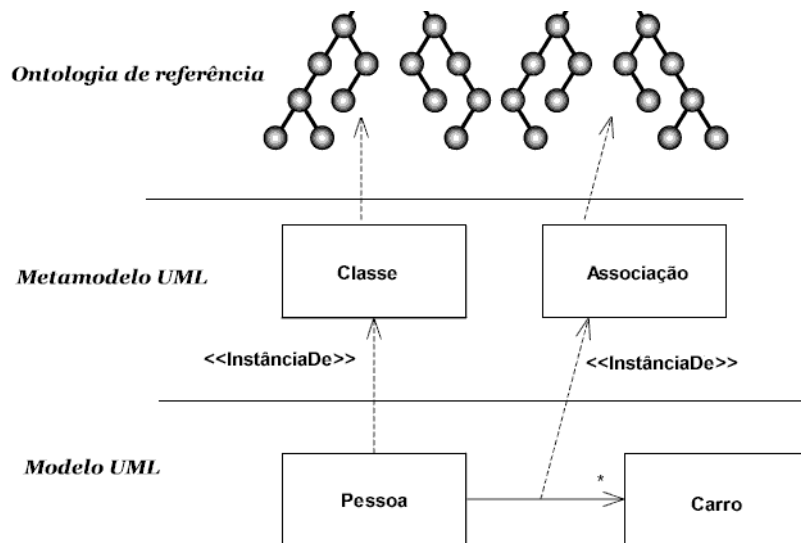 Ontologia de referência
Metamodelo UML
Classe
Associação
<<InstânciaDe>>
<<InstânciaDe>>
Modelo UML
Pessoa
*
Carro